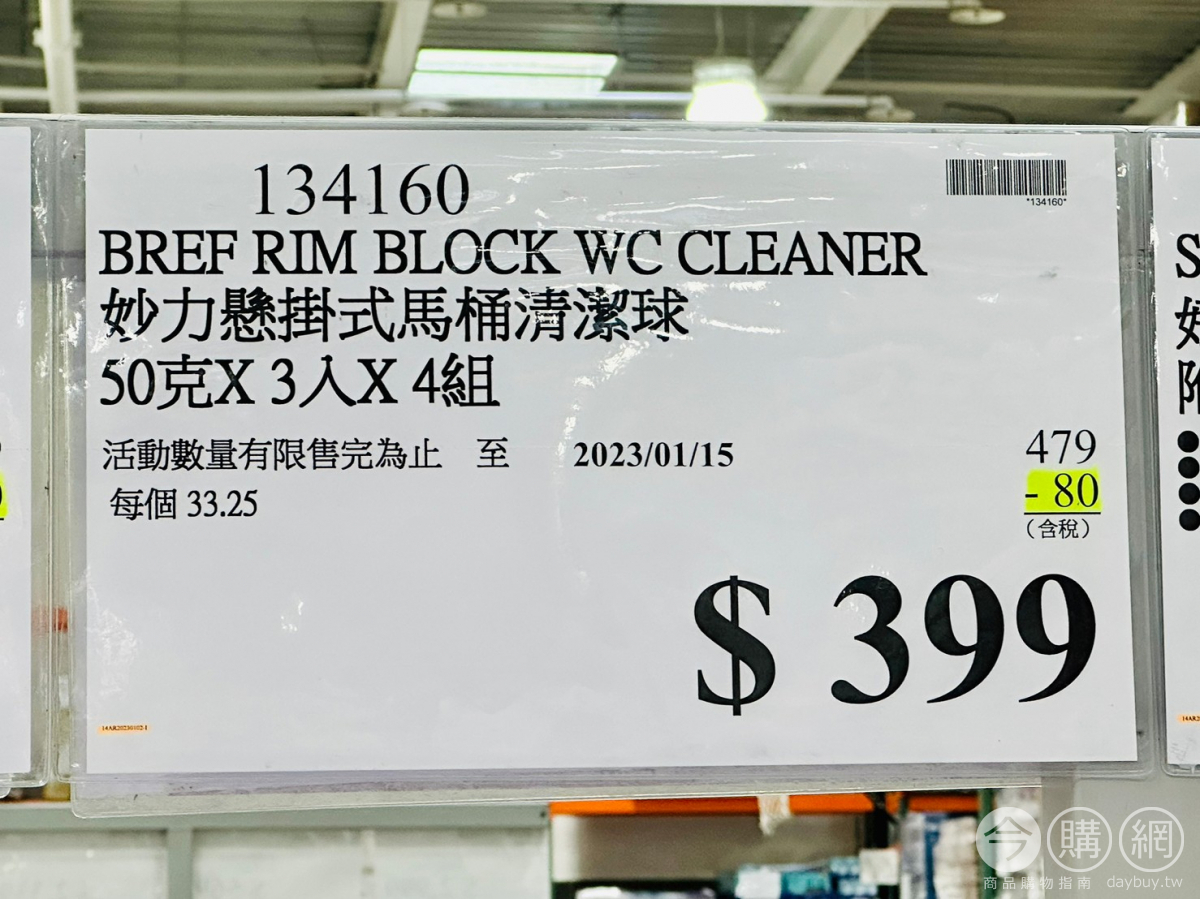 134160
*134160*
BREF RIM BLOCK WC CLEANER
妙力懸掛式馬桶清潔球
50克X 3入X 4組
活動數量有限售完為止 至 2023/01/15
479
每個 33.25
- 80
(含稅)
$ 399
14AR20230102-1
今購網
商品購物指南 daybuy.tw